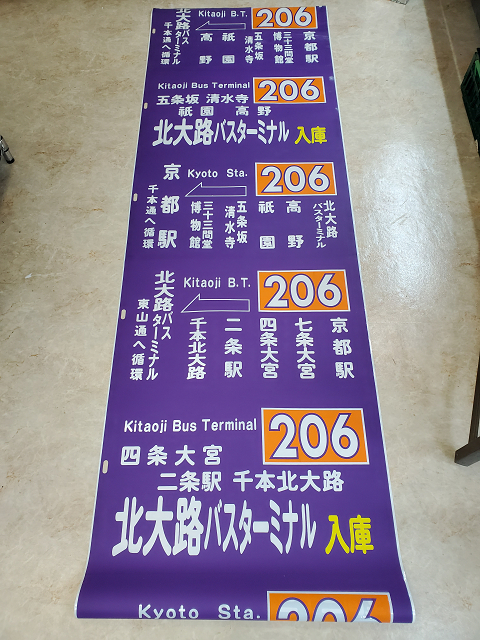 Kitaoji B.T. 206
北大路バスターミナル
千本通へ循環
高野
祇園
清水寺
五条坂
博物館
三十三間堂
京都駅
Kitaoji Bus Terminal 206
五条坂 清水寺
祇園 高野
北大路バスターミナル 入庫
Kyoto Sta. 206
京都駅
千本通へ循環
博物館
三十三間堂
清水寺
五条坂
祇園
高野
北大路バスターミナル
Kitaoji B.T. 206
北大路バスターミナル
東山通へ循環
千本北大路
二条駅
四条大宮
七条大宮
京都駅
Kitaoji Bus Terminal 206
四条大宮
二条駅 千本北大路
北大路バスターミナル 入庫
Kyoto Sta. 206